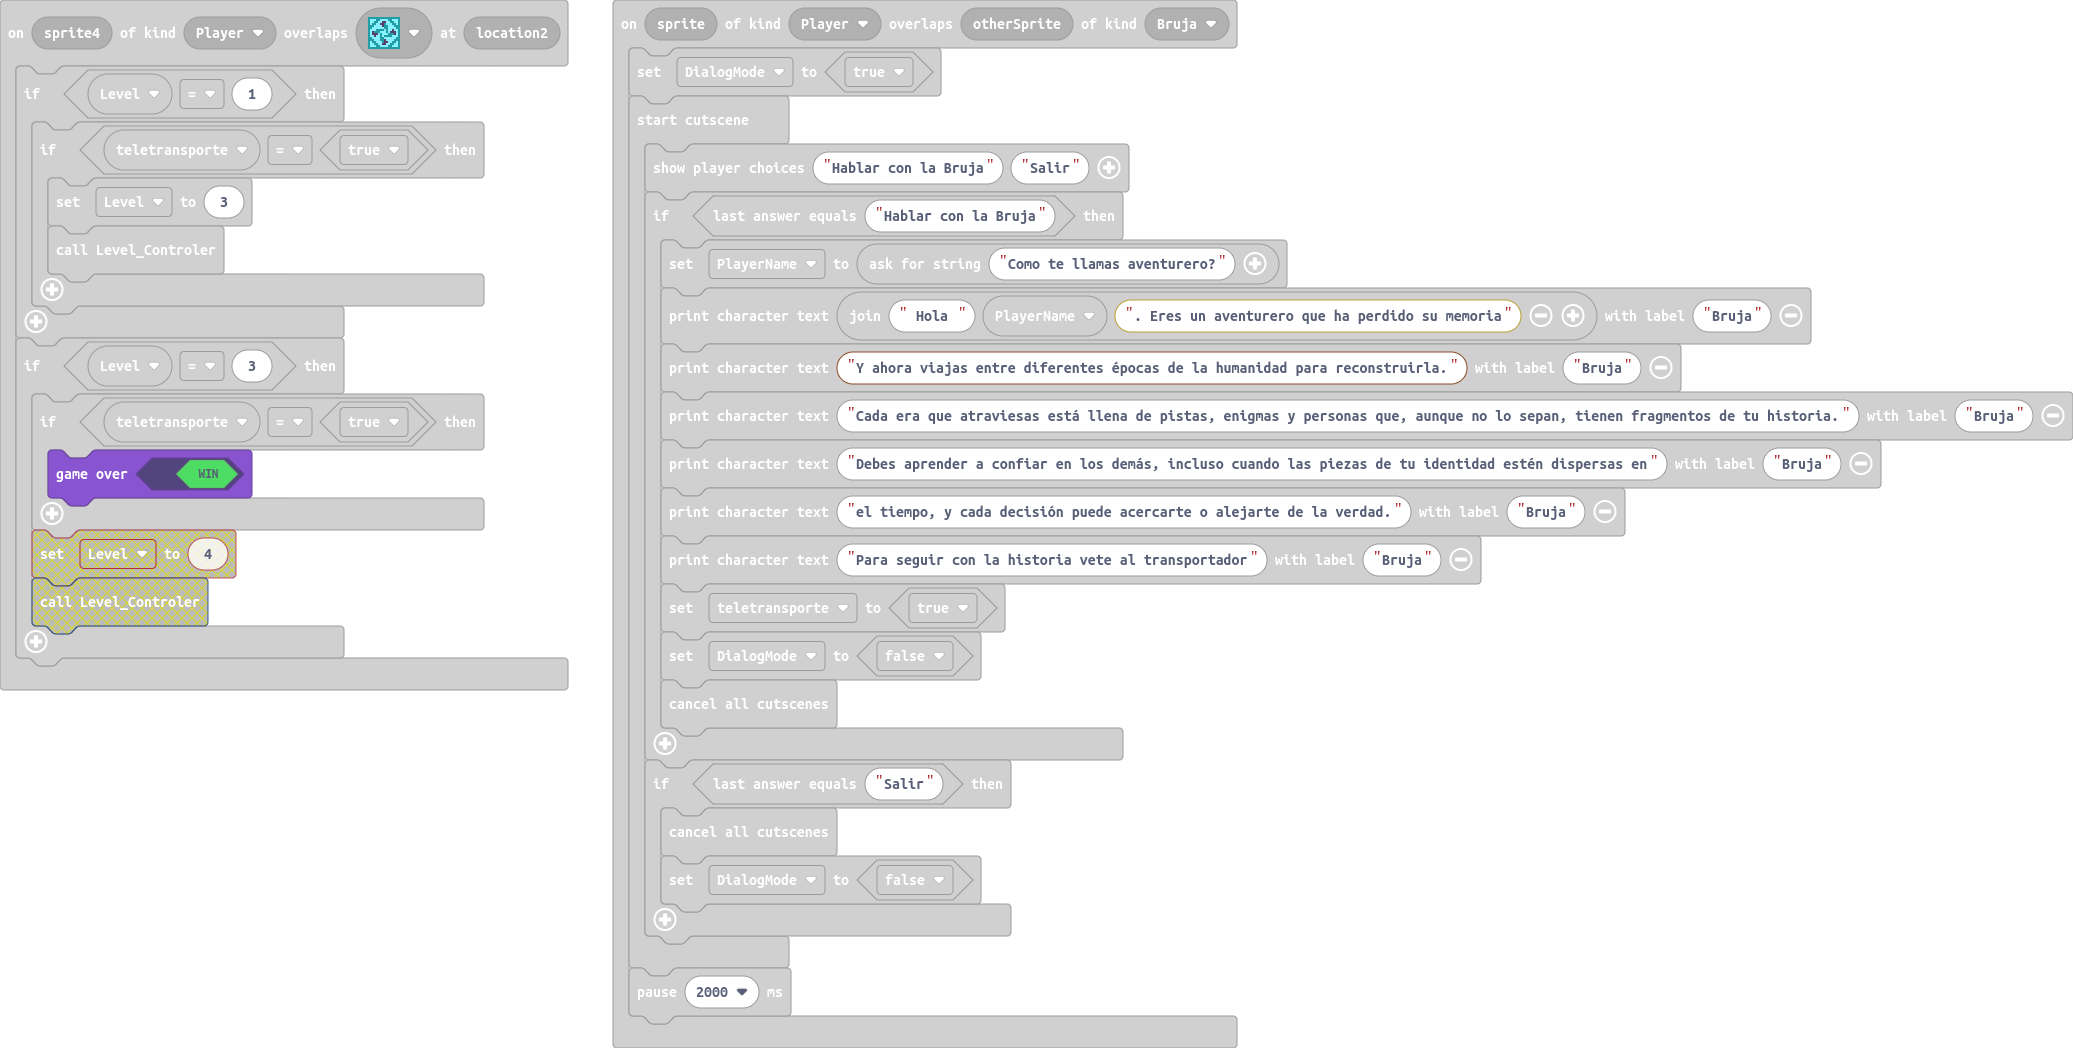 on sprite4 of kind Player overlaps at location2
if Level = 1 then
if teletransporte = true then
set Level to 3
call Level_Controler
if Level = 3 then
if teletransporte = true then
game over WIN
set Level to 4
call Level_Controler
on sprite of kind Player overlaps otherSprite of kind Bruja
set DialogMode to true
start cutscene
show player choices "Hablar con la Bruja" "Salir"
if last answer equals "Hablar con la Bruja" then
set PlayerName to ask for string "Como te llamas aventurero?"
print character text join " Hola " PlayerName ". Eres un aventurero que ha perdido su memoria" with label "Bruja"
print character text "Y ahora viajas entre diferentes épocas de la humanidad para reconstruirla." with label "Bruja"
print character text "Cada era que atraviesas está llena de pistas, enigmas y personas que, aunque no lo sepan, tienen fragmentos de tu historia." with label "Bruja"
print character text "Debes aprender a confiar en los demás, incluso cuando las piezas de tu identidad estén dispersas en" with label "Bruja"
print character text "el tiempo, y cada decisión puede acercarte o alejarte de la verdad." with label "Bruja"
print character text "Para seguir con la historia vete al transportador" with label "Bruja"
set teletransporte to true
set DialogMode to false
cancel all cutscenes
if last answer equals "Salir" then
cancel all cutscenes
set DialogMode to false
pause 2000 ms